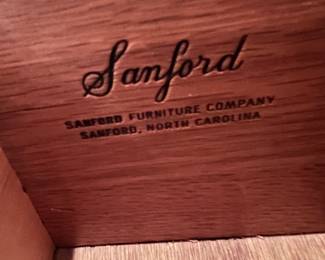 Sanford
SANFORD FURNITURE COMPANY
SANFORD, NORTH CAROLINA